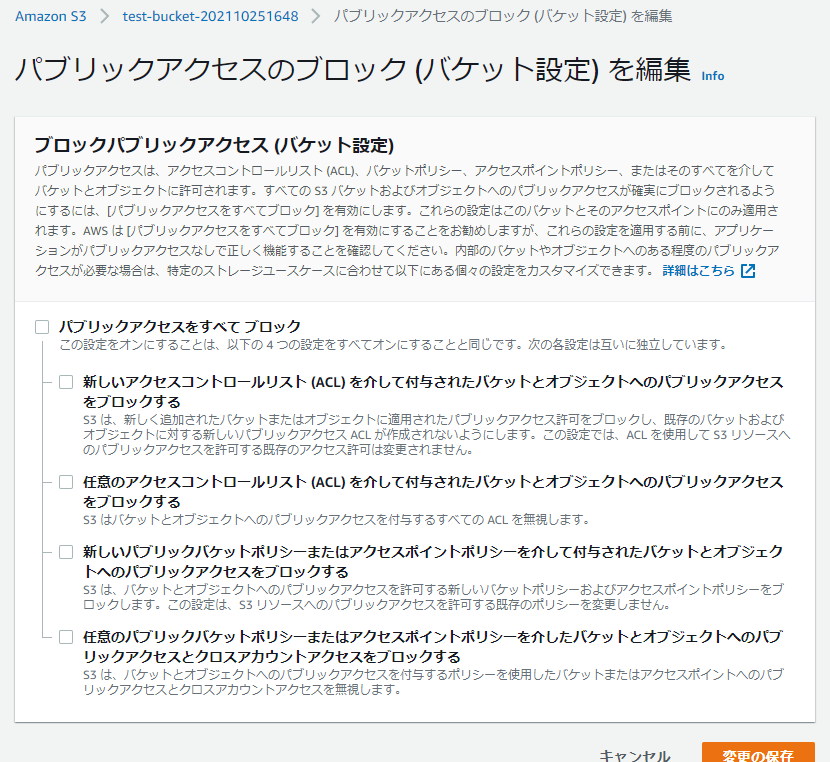 Amazon S3 > test-bucket-202110251648 > パブリックアクセスのブロック (バケット設定) を編集
パブリックアクセスのブロック (バケット設定) を編集 Info
ブロックパブリックアクセス (バケット設定)
パブリックアクセスは、アクセスコントロールリスト (ACL)、バケットポリシー、アクセスポイントポリシー、またはそのすべてを介して
バケットとオブジェクトに許可されます。すべての S3 バケットおよびオブジェクトへのパブリックアクセスが確実にブロックされるよう
にするには、[パブリックアクセスをすべてブロック] を有効にします。これらの設定はこのバケットとそのアクセスポイントにのみ適用さ
れます。AWS は [パブリックアクセスをすべてブロック] を有効にすることをお勧めしますが、これらの設定を適用する前に、アプリケー
ションがパブリックアクセスなしで正しく機能することを確認してください。内部のバケットやオブジェクトへのある程度のパブリックア
クセスが必要な場合は、特定のストレージユースケースに合わせて以下にある個々の設定をカスタマイズできます。 詳細はこちら
パブリックアクセスをすべて ブロック
この設定をオンにすることは、以下の 4 つの設定をすべてオンにすることと同じです。次の各設定は互いに独立しています。
新しいアクセスコントロールリスト (ACL) を介して付与されたバケットとオブジェクトへのパブリックアクセス
をブロックする
S3 は、新しく追加されたバケットまたはオブジェクトに適用されたパブリックアクセス許可をブロックし、既存のバケットおよび
オブジェクトに対する新しいパブリックアクセス ACL が作成されないようにします。この設定では、ACL を使用して S3 リソースへ
のパブリックアクセスを許可する既存のアクセス許可は変更されません。
任意のアクセスコントロールリスト (ACL) を介して付与されたバケットとオブジェクトへのパブリックアクセス
をブロックする
S3 はバケットとオブジェクトへのパブリックアクセスを付与するすべての ACL を無視します。
新しいパブリックバケットポリシーまたはアクセスポイントポリシーを介して付与されたバケットとオブジェク
トへのパブリックアクセスをブロックする
S3 は、バケットとオブジェクトへのパブリックアクセスを許可する新しいバケットポリシーおよびアクセスポイントポリシーをブ
ロックします。この設定は、S3 リソースへのパブリックアクセスを許可する既存のポリシーを変更しません。
任意のパブリックバケットポリシーまたはアクセスポイントポリシーを介したバケットとオブジェクトへのパブ
リックアクセスとクロスアカウントアクセスをブロックする
S3 は、バケットとオブジェクトへのパブリックアクセスを付与するポリシーを使用したバケットまたはアクセスポイントへのパブ
リックアクセスとクロスアカウントアクセスを無視します。
キャンセル 変更の保存